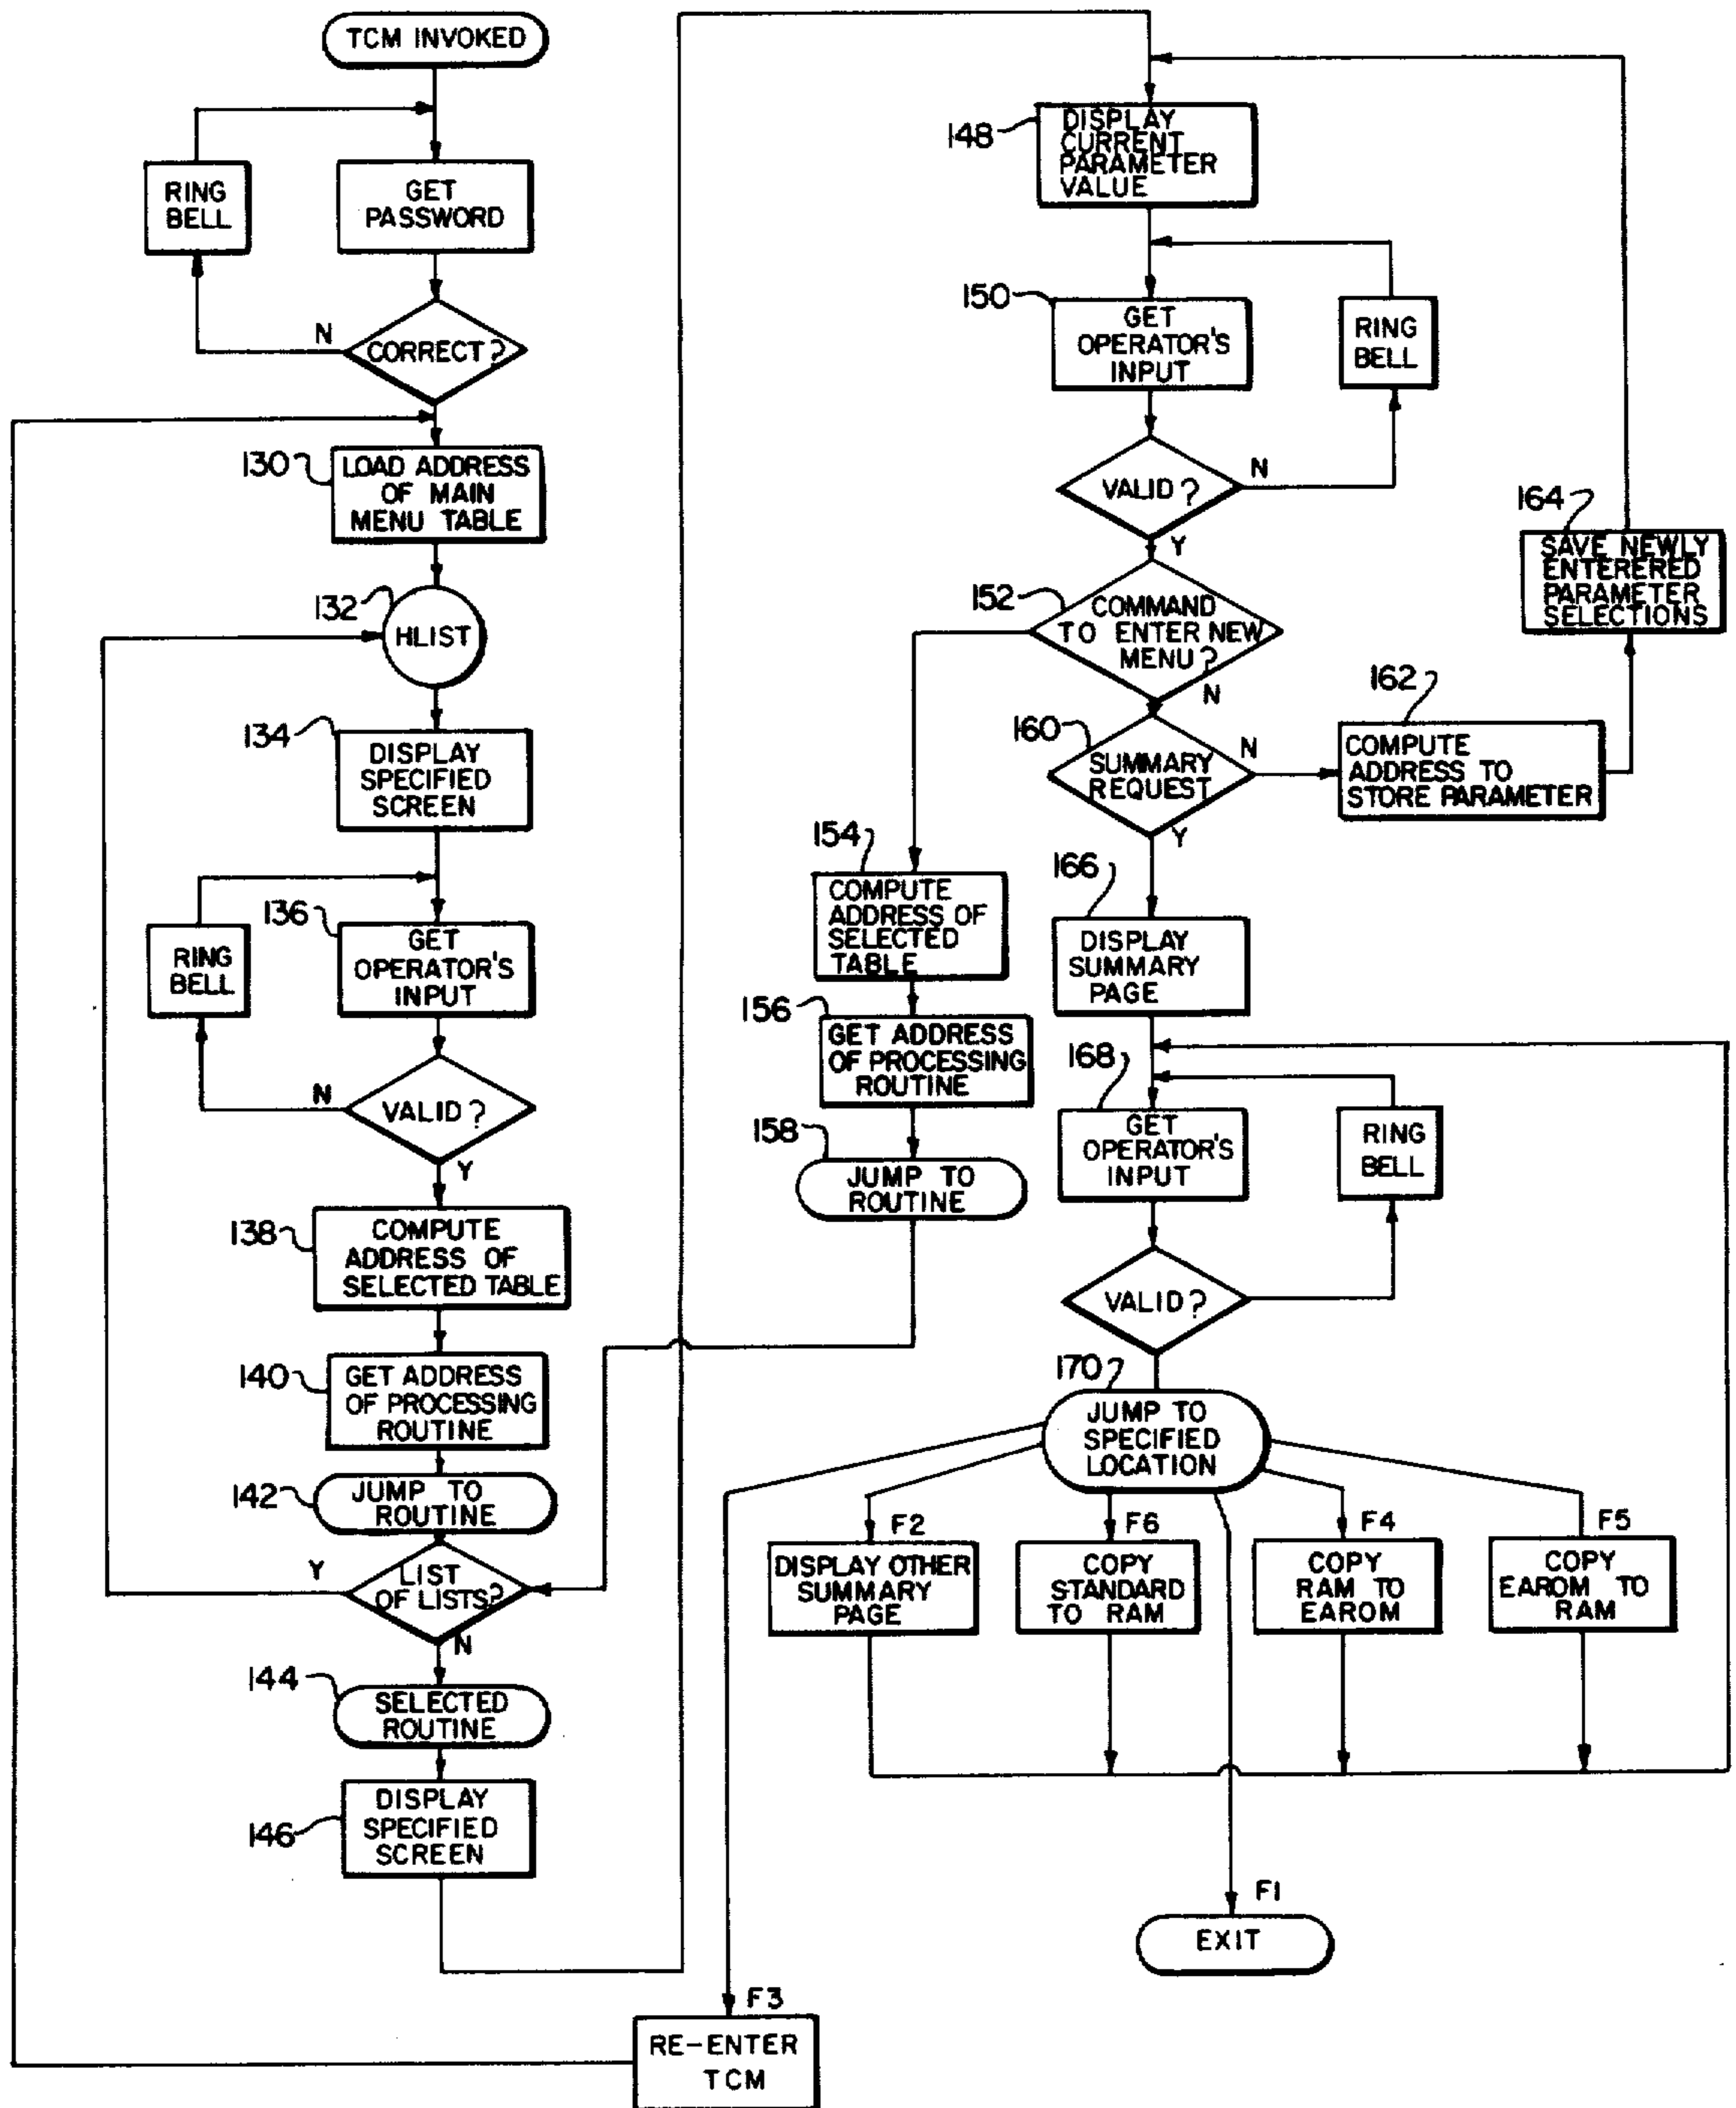 TCM INVOKED
RING
BELL
GET
PASSWORD
N
CORRECT?
130
LOAD ADDRESS
OF MAIN
MENU TABLE
132
HLIST
134
DISPLAY
SPECIFIED
SCREEN
136
GET
OPERATOR'S
INPUT
RING
BELL
N
VALID?
Y
138
COMPUTE
ADDRESS OF
SELECTED TABLE
140
GET ADDRESS
OF PROCESSING
ROUTINE
142
JUMP TO
ROUTINE
Y
LIST
OF LISTS?
N
144
SELECTED
ROUTINE
146
DISPLAY
SPECIFIED
SCREEN
148
DISPLAY
CURRENT
PARAMETER
VALUE
150
GET
OPERATOR'S
INPUT
RING
BELL
VALID?
N
Y
152
COMMAND
TO ENTER NEW
MENU?
N
160
SUMMARY
REQUEST
N
Y
162
COMPUTE
ADDRESS TO
STORE PARAMETER
164
SAVE NEWLY
ENTERERED
PARAMETER
SELECTIONS
154
COMPUTE
ADDRESS OF
SELECTED
TABLE
156
GET ADDRESS
OF PROCESSING
ROUTINE
158
JUMP TO
ROUTINE
166
DISPLAY
SUMMARY
PAGE
168
GET
OPERATOR'S
INPUT
RING
BELL
VALID?
170
JUMP TO
SPECIFIED
LOCATION
F2
DISPLAY OTHER
SUMMARY
PAGE
F6
COPY
STANDARD
TO RAM
F4
COPY
RAM TO
EAROM
F5
COPY
EAROM TO
RAM
F1
EXIT
F3
RE-ENTER
TCM